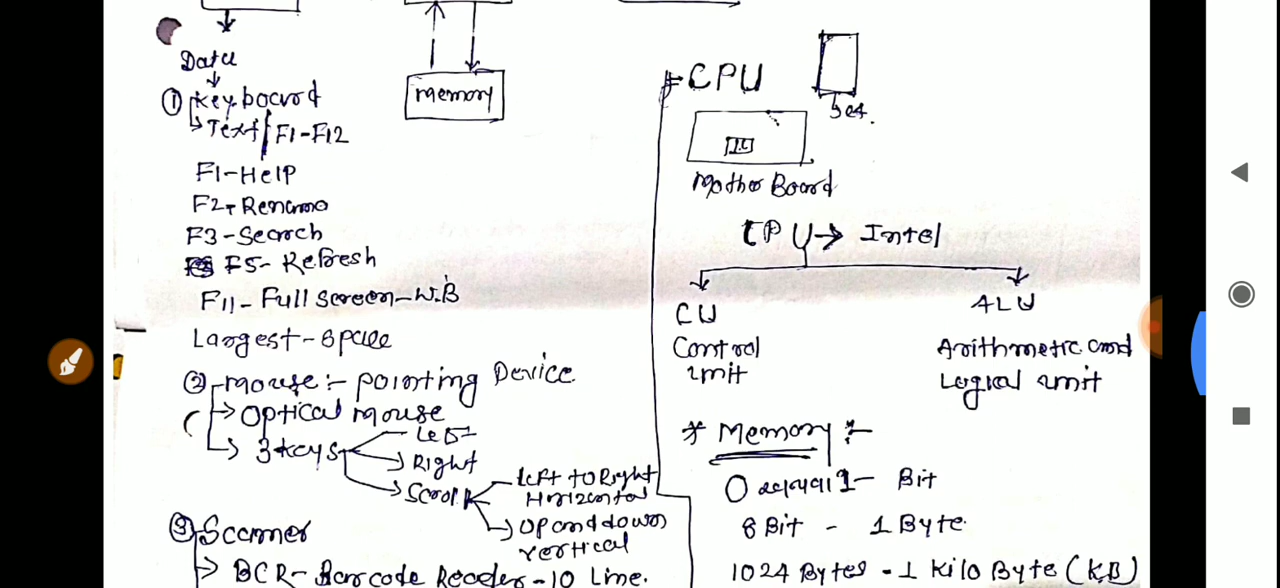 Data
① Keyboard
Text / F1-F12
F1-Help
F2-Rename
F3-Search
F5-Refresh
F11-Full Screen-W.B
Largest-Space
② mouse:- pointing Device
Optical mouse
3 keys
Left
Right
Scroll
Left to Right
Horizontal
Up and down
vertical
③ Scanner
BCR-Barcode Reader-10 Line.
memory
CPU
Mother Board
CPU → Intel
CU
Control
unit
ALU
Arithmetic and
Logical unit
* Memory:-
0 1- Bit
8 Bit - 1 Byte
1024 Bytes - 1 Kilo Byte (KB)